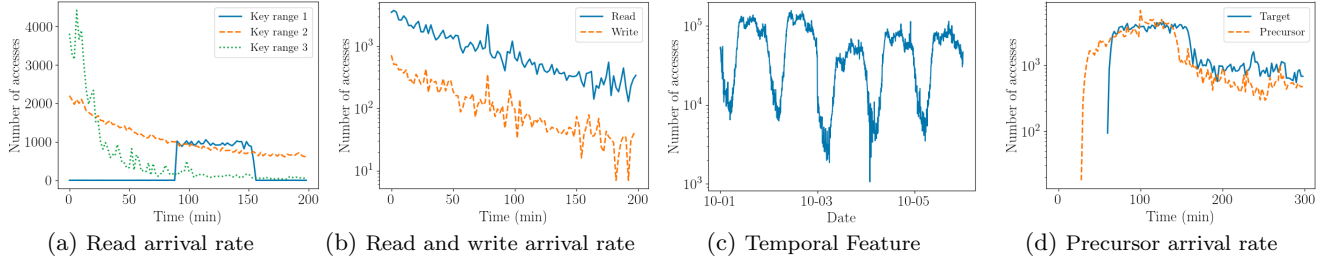 Number of accesses
4000
3000
2000
1000
0
Key range 1
Key range 2
Key range 3
0
50
100
150
200
Time (min)
(a) Read arrival rate
Number of accesses
10³
10²
10¹
Read
Write
0
50
100
150
200
Time (min)
(b) Read and write arrival rate
Number of accesses
10⁵
10⁴
10³
10-01
10-03
10-05
Date
(c) Temporal Feature
Number of accesses
10³
10²
Target
Precursor
0
100
200
300
Time (min)
(d) Precursor arrival rate